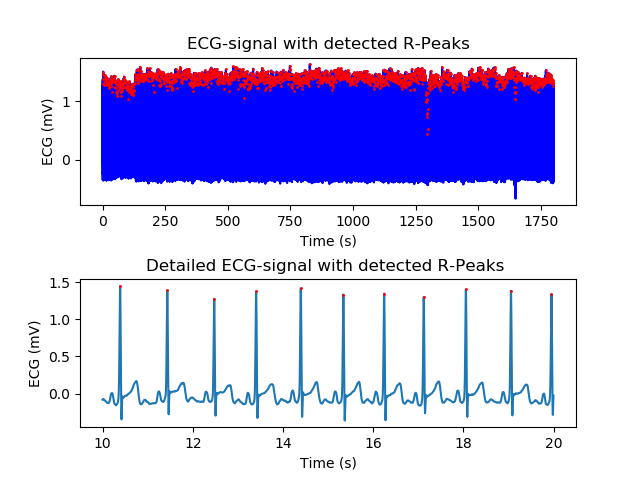 ECG-signal with detected R-Peaks
ECG (mV)
1
0
0 250 500 750 1000 1250 1500 1750
Time (s)
Detailed ECG-signal with detected R-Peaks
ECG (mV)
1.5
1.0
0.5
0.0
10 12 14 16 18 20
Time (s)